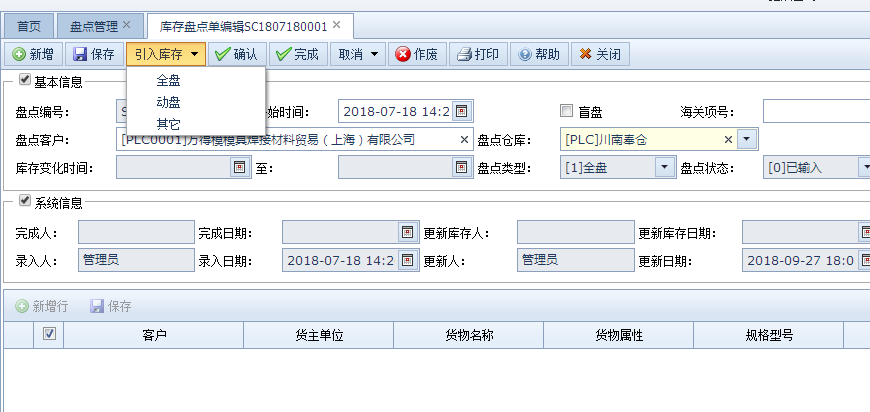 首页 盘点管理 库存盘点单编辑SC1807180001
新增 保存 引入库存 确认 完成 取消 作废 打印 帮助 关闭
全盘
动盘
其它
基本信息
盘点编号: 始时间: 2018-07-18 14:2 盲盘 海关项号:
盘点客户: [PLC0001]万得模模具焊接材料贸易（上海）有限公司 盘点仓库: [PLC]川南奉仓
库存变化时间: 至: 盘点类型: [1]全盘 盘点状态: [0]已输入
系统信息
完成人: 完成日期: 更新库存人: 更新库存日期:
录入人: 管理员 录入日期: 2018-07-18 14:2 更新人: 管理员 更新日期: 2018-09-27 18:0
新增行 保存
客户 货主单位 货物名称 货物属性 规格型号